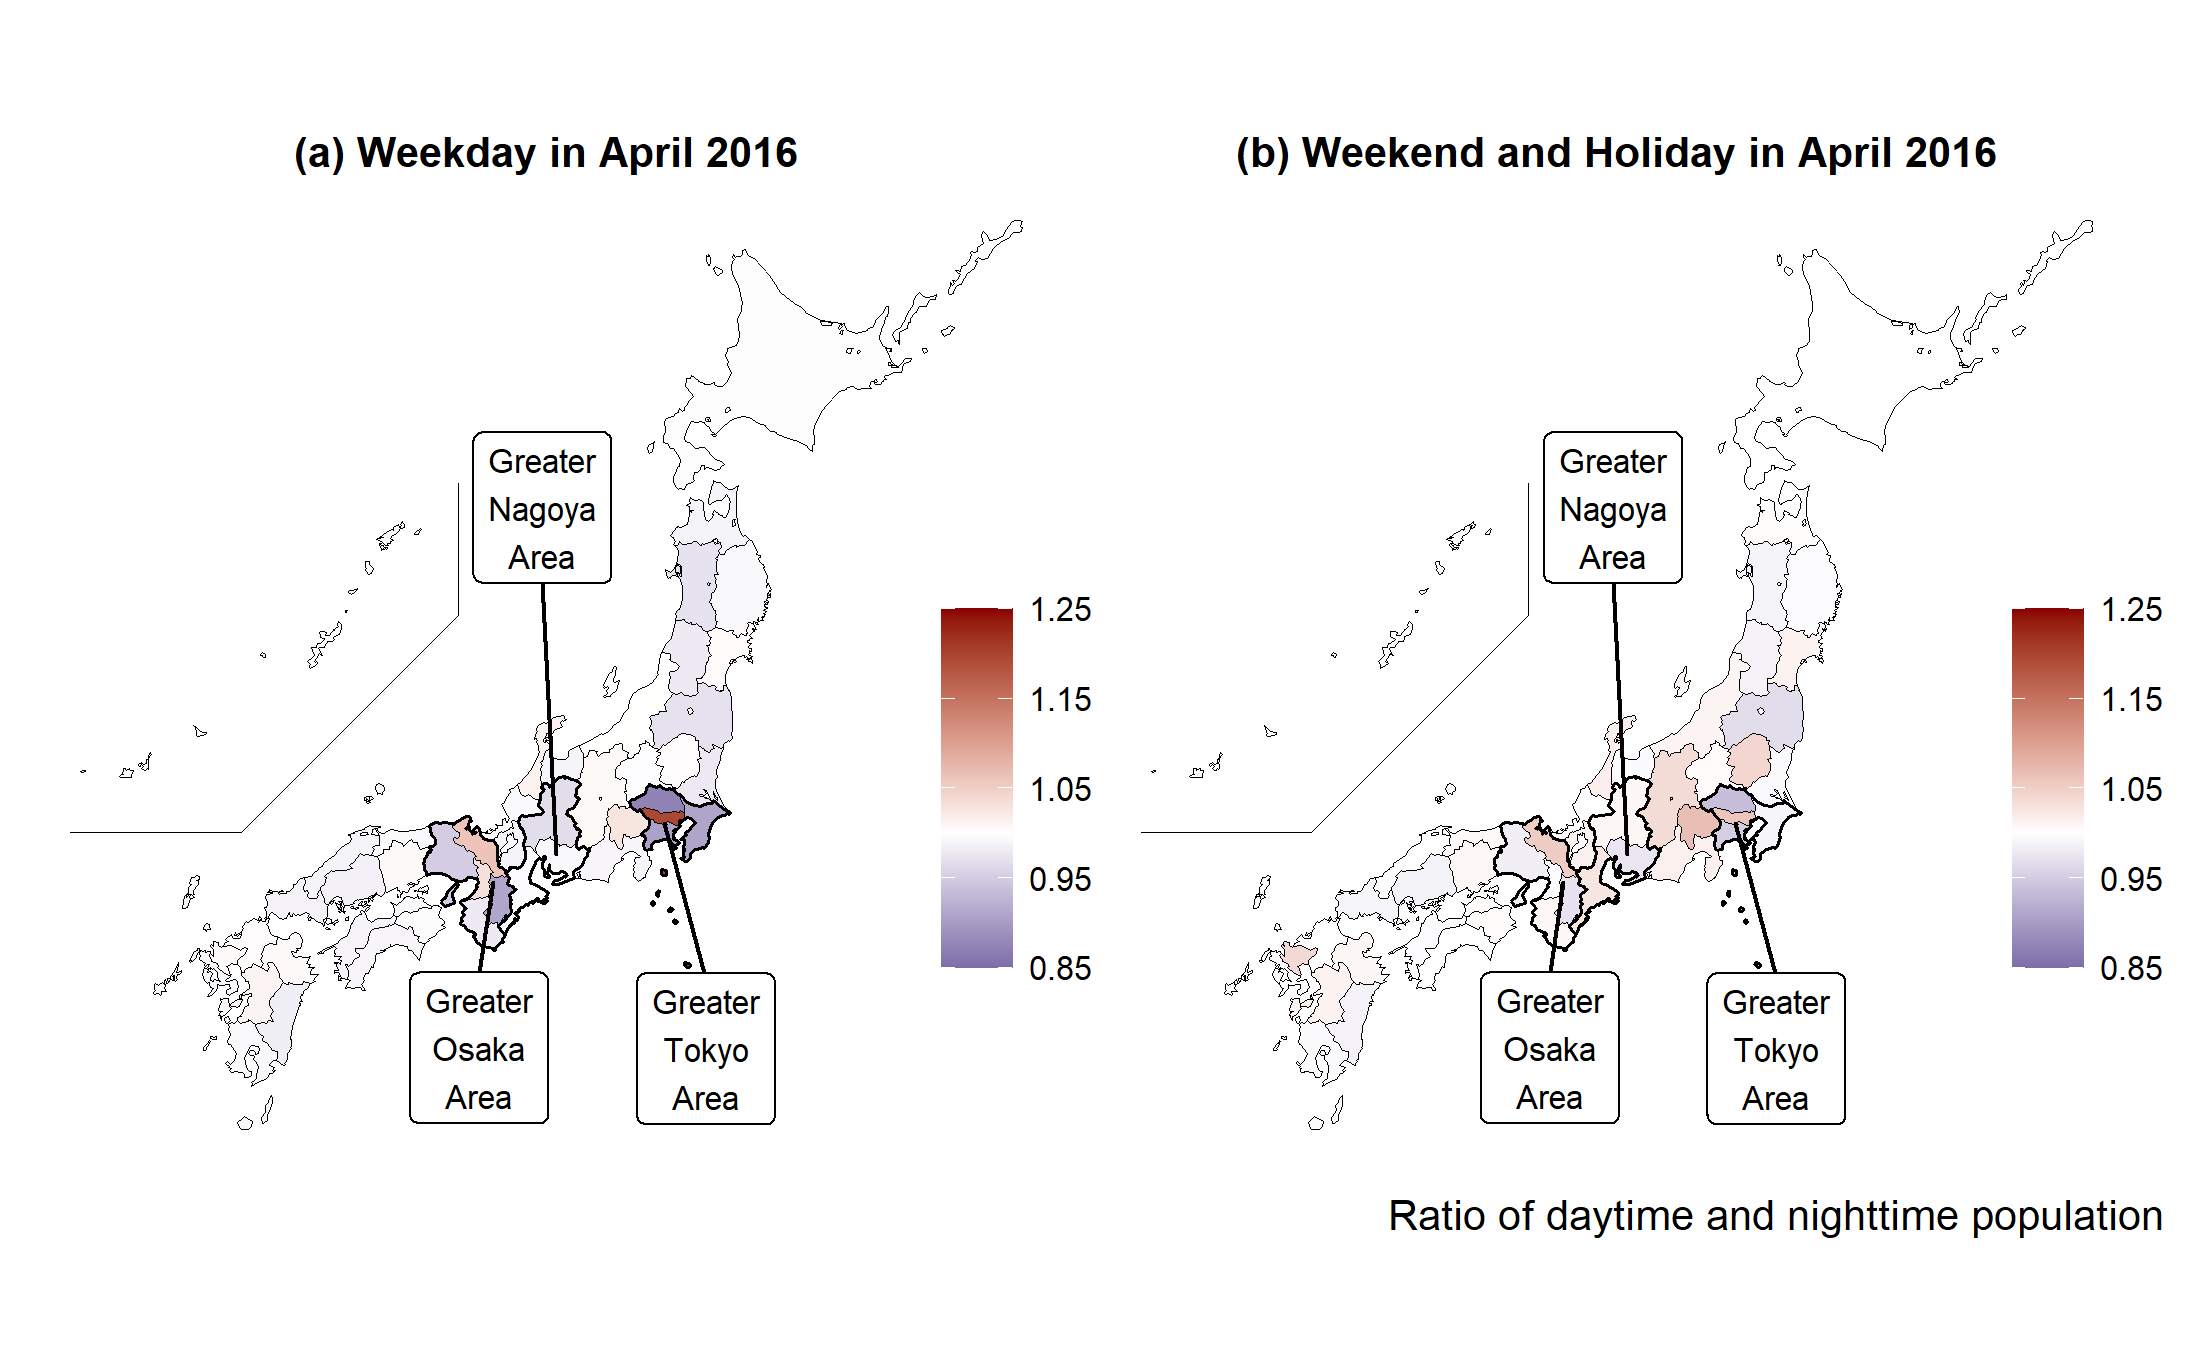 (a) Weekday in April 2016
Greater
Nagoya
Area
1.25
1.15
1.05
0.95
0.85
Greater
Osaka
Area
Greater
Tokyo
Area
(b) Weekend and Holiday in April 2016
Greater
Nagoya
Area
1.25
1.15
1.05
0.95
0.85
Greater
Osaka
Area
Greater
Tokyo
Area
Ratio of daytime and nighttime population